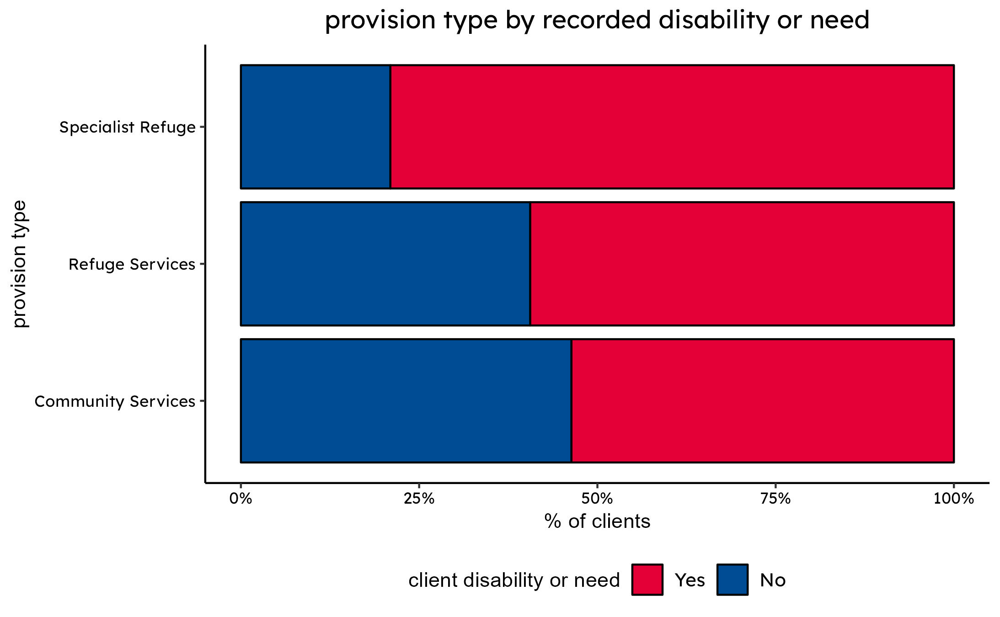 provision type by recorded disability or need
provision type
Specialist Refuge
Refuge Services
Community Services
0% 25% 50% 75% 100%
% of clients
client disability or need Yes No